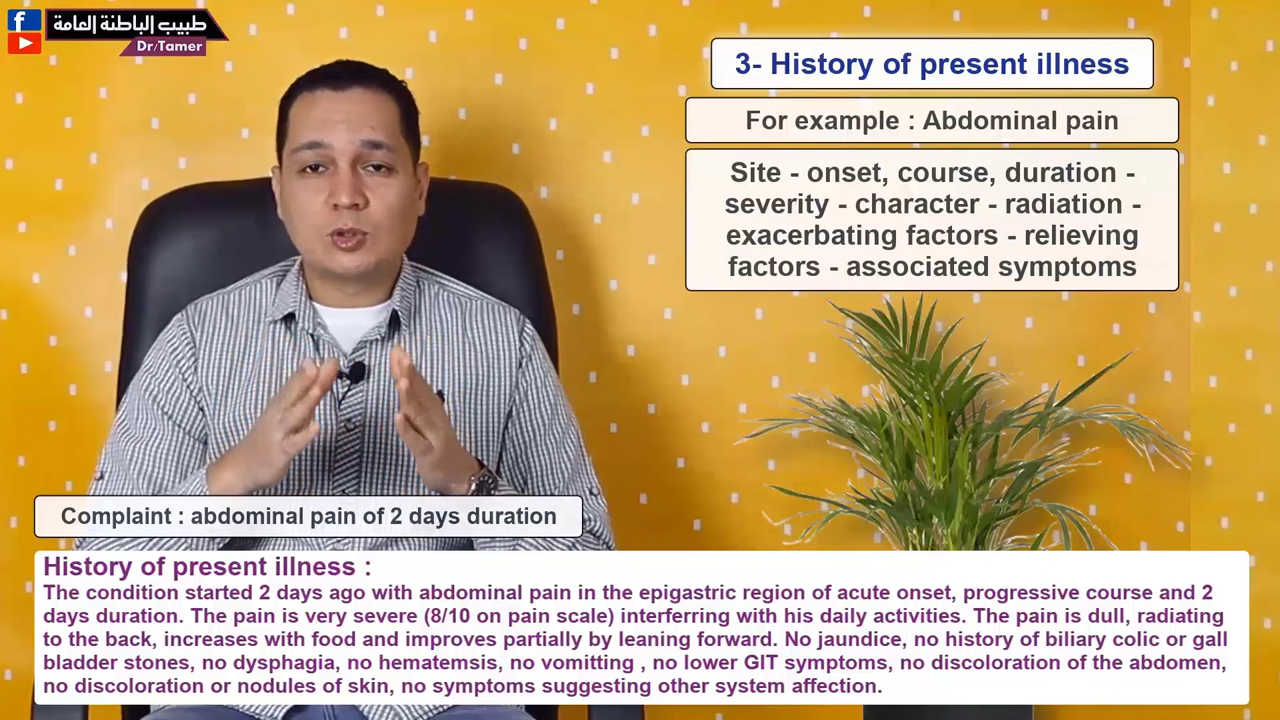 f
طبيب الباطنة العامة
Dr/Tamer
3- History of present illness
For example : Abdominal pain
Site - onset, course, duration -
severity - character - radiation -
exacerbating factors - relieving
factors - associated symptoms
Complaint : abdominal pain of 2 days duration
History of present illness :
The condition started 2 days ago with abdominal pain in the epigastric region of acute onset, progressive course and 2
days duration. The pain is very severe (8/10 on pain scale) interferring with his daily activities. The pain is dull, radiating
to the back, increases with food and improves partially by leaning forward. No jaundice, no history of biliary colic or gall
bladder stones, no dysphagia, no hematemsis, no vomitting , no lower GIT symptoms, no discoloration of the abdomen,
no discoloration or nodules of skin, no symptoms suggesting other system affection.